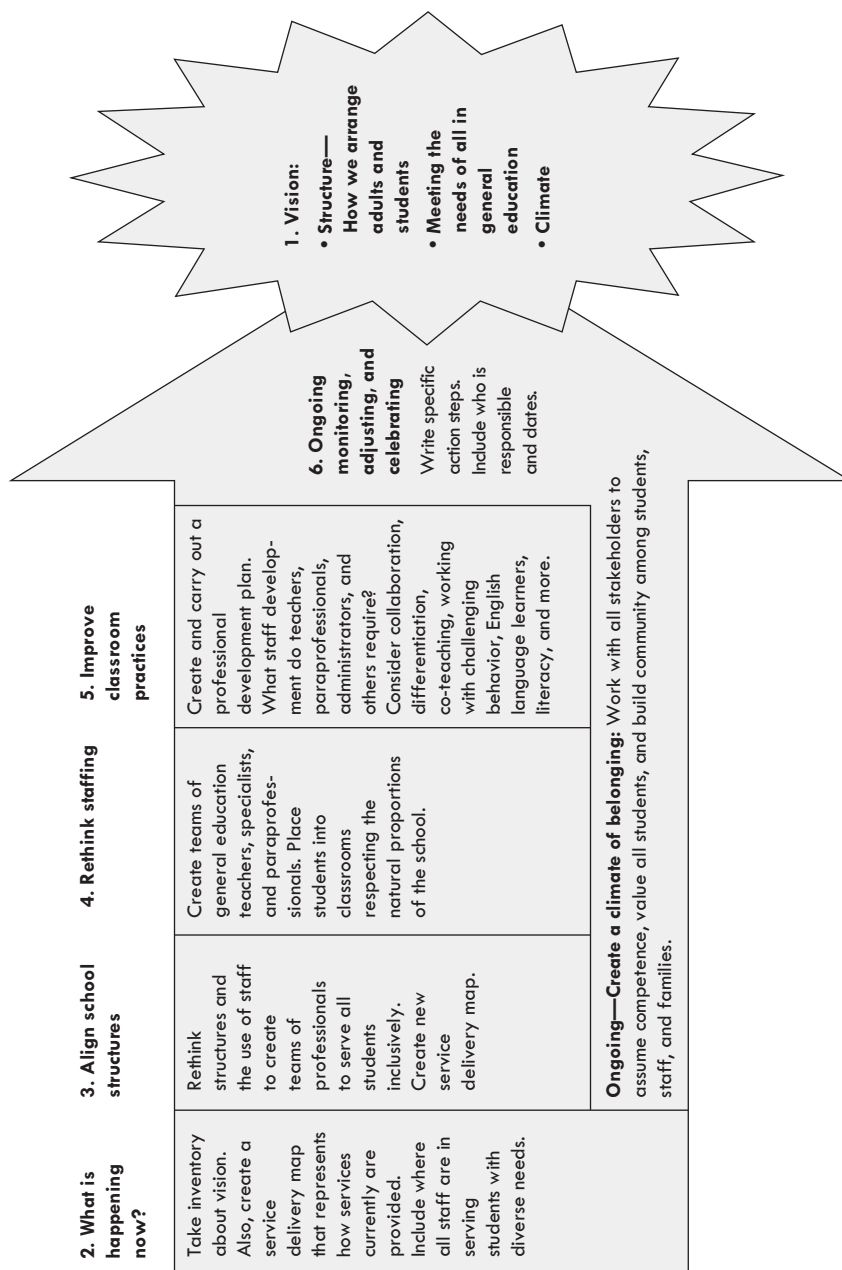 1. Vision:
• Structure—
How we arrange
adults and
students
• Meeting the
needs of all in
general
education
• Climate
2. What is
happening
now?
Take inventory
about vision.
Also, create a
service
delivery map
that represents
how services
currently are
provided.
Include where
all staff are in
serving
students with
diverse needs.
3. Align school
structures
Rethink
structures and
the use of staff
to create
teams of
professionals
to serve all
students
inclusively.
Create new
service
delivery map.
4. Rethink staffing
Create teams of
general education
teachers, specialists,
and paraprofes-
sionals. Place
students into
classrooms
respecting the
natural proportions
of the school.
5. Improve
classroom
practices
Create and carry out a
professional
development plan.
What staff develop-
ment do teachers,
paraprofessionals,
administrators, and
others require?
Consider collaboration,
differentiation,
co-teaching, working
with challenging
behavior, English
language learners,
literacy, and more.
6. Ongoing
monitoring,
adjusting, and
celebrating
Write specific
action steps.
Include who is
responsible
and dates.
Ongoing—Create a climate of belonging: Work with all stakeholders to
assume competence, value all students, and build community among students,
staff, and families.